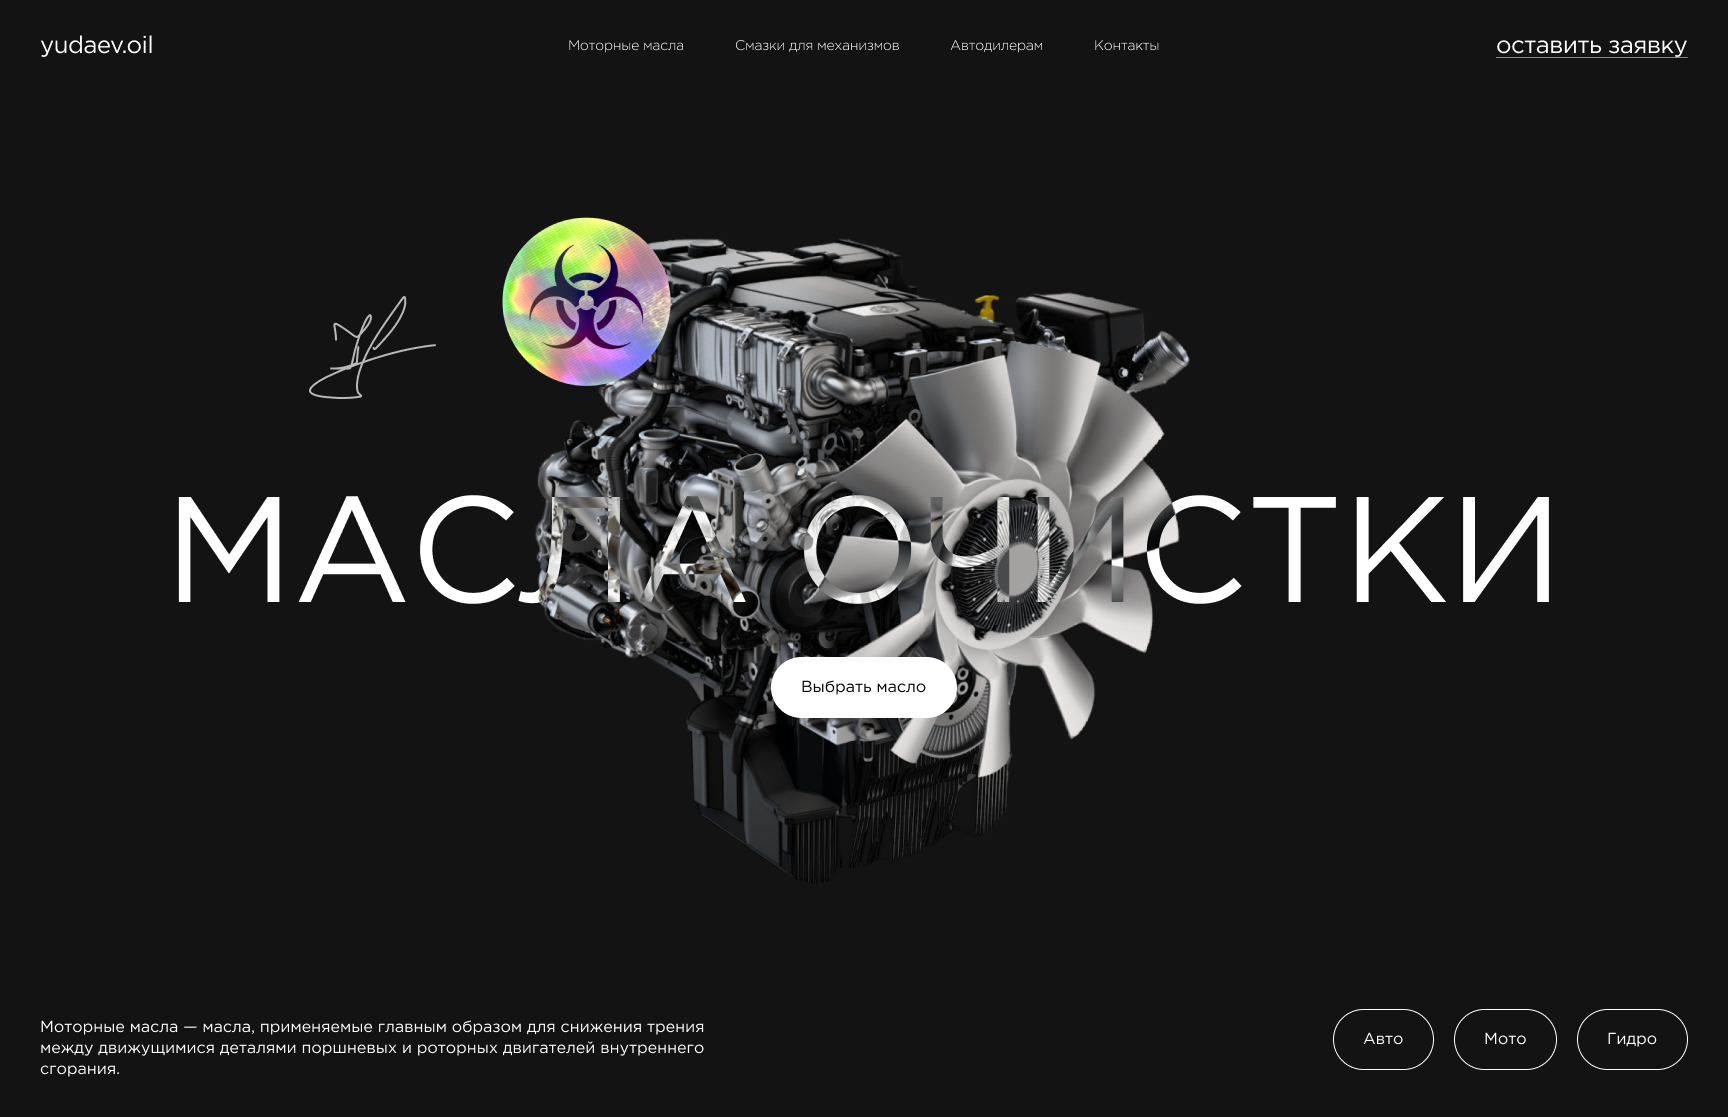 yudaev.oil
Моторные масла
Смазки для механизмов
Автодилерам
Контакты
оставить заявку
МАСЛА ОЧИСТКИ
Выбрать масло
Моторные масла — масла, применяемые главным образом для снижения трения
между движущимися деталями поршневых и роторных двигателей внутреннего
сгорания.
Авто
Мото
Гидро